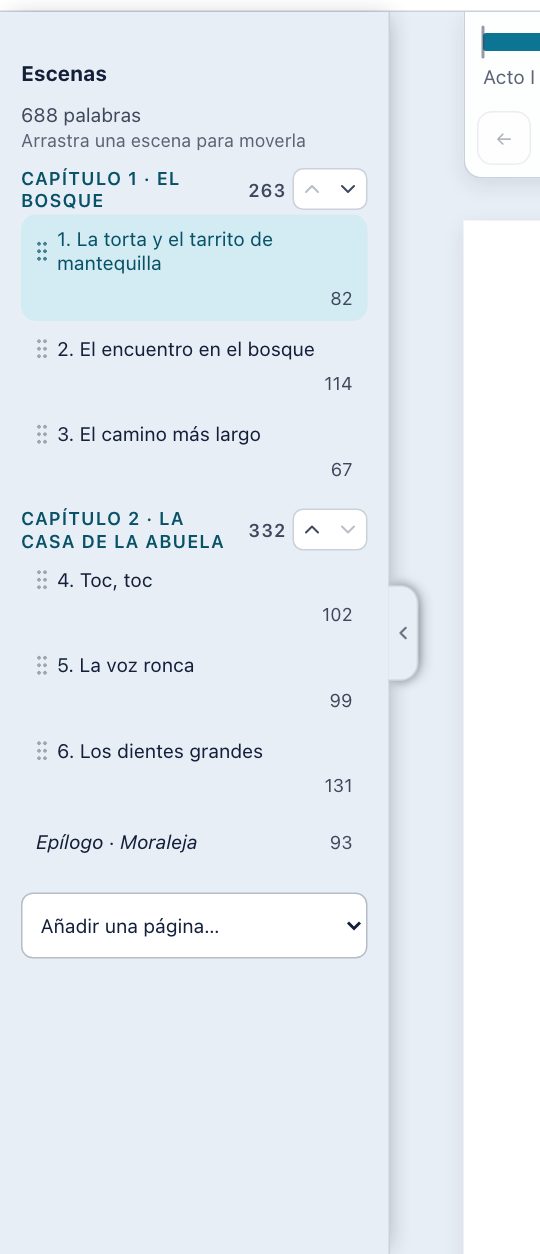 Escenas
688 palabras
Arrastra una escena para moverla
CAPÍTULO 1 · EL
BOSQUE
263
1. La torta y el tarrito de
mantequilla
82
2. El encuentro en el bosque
114
3. El camino más largo
67
CAPÍTULO 2 · LA
CASA DE LA ABUELA
332
4. Toc, toc
102
5. La voz ronca
99
6. Los dientes grandes
131
Epílogo · Moraleja 93
Añadir una página...
Acto I